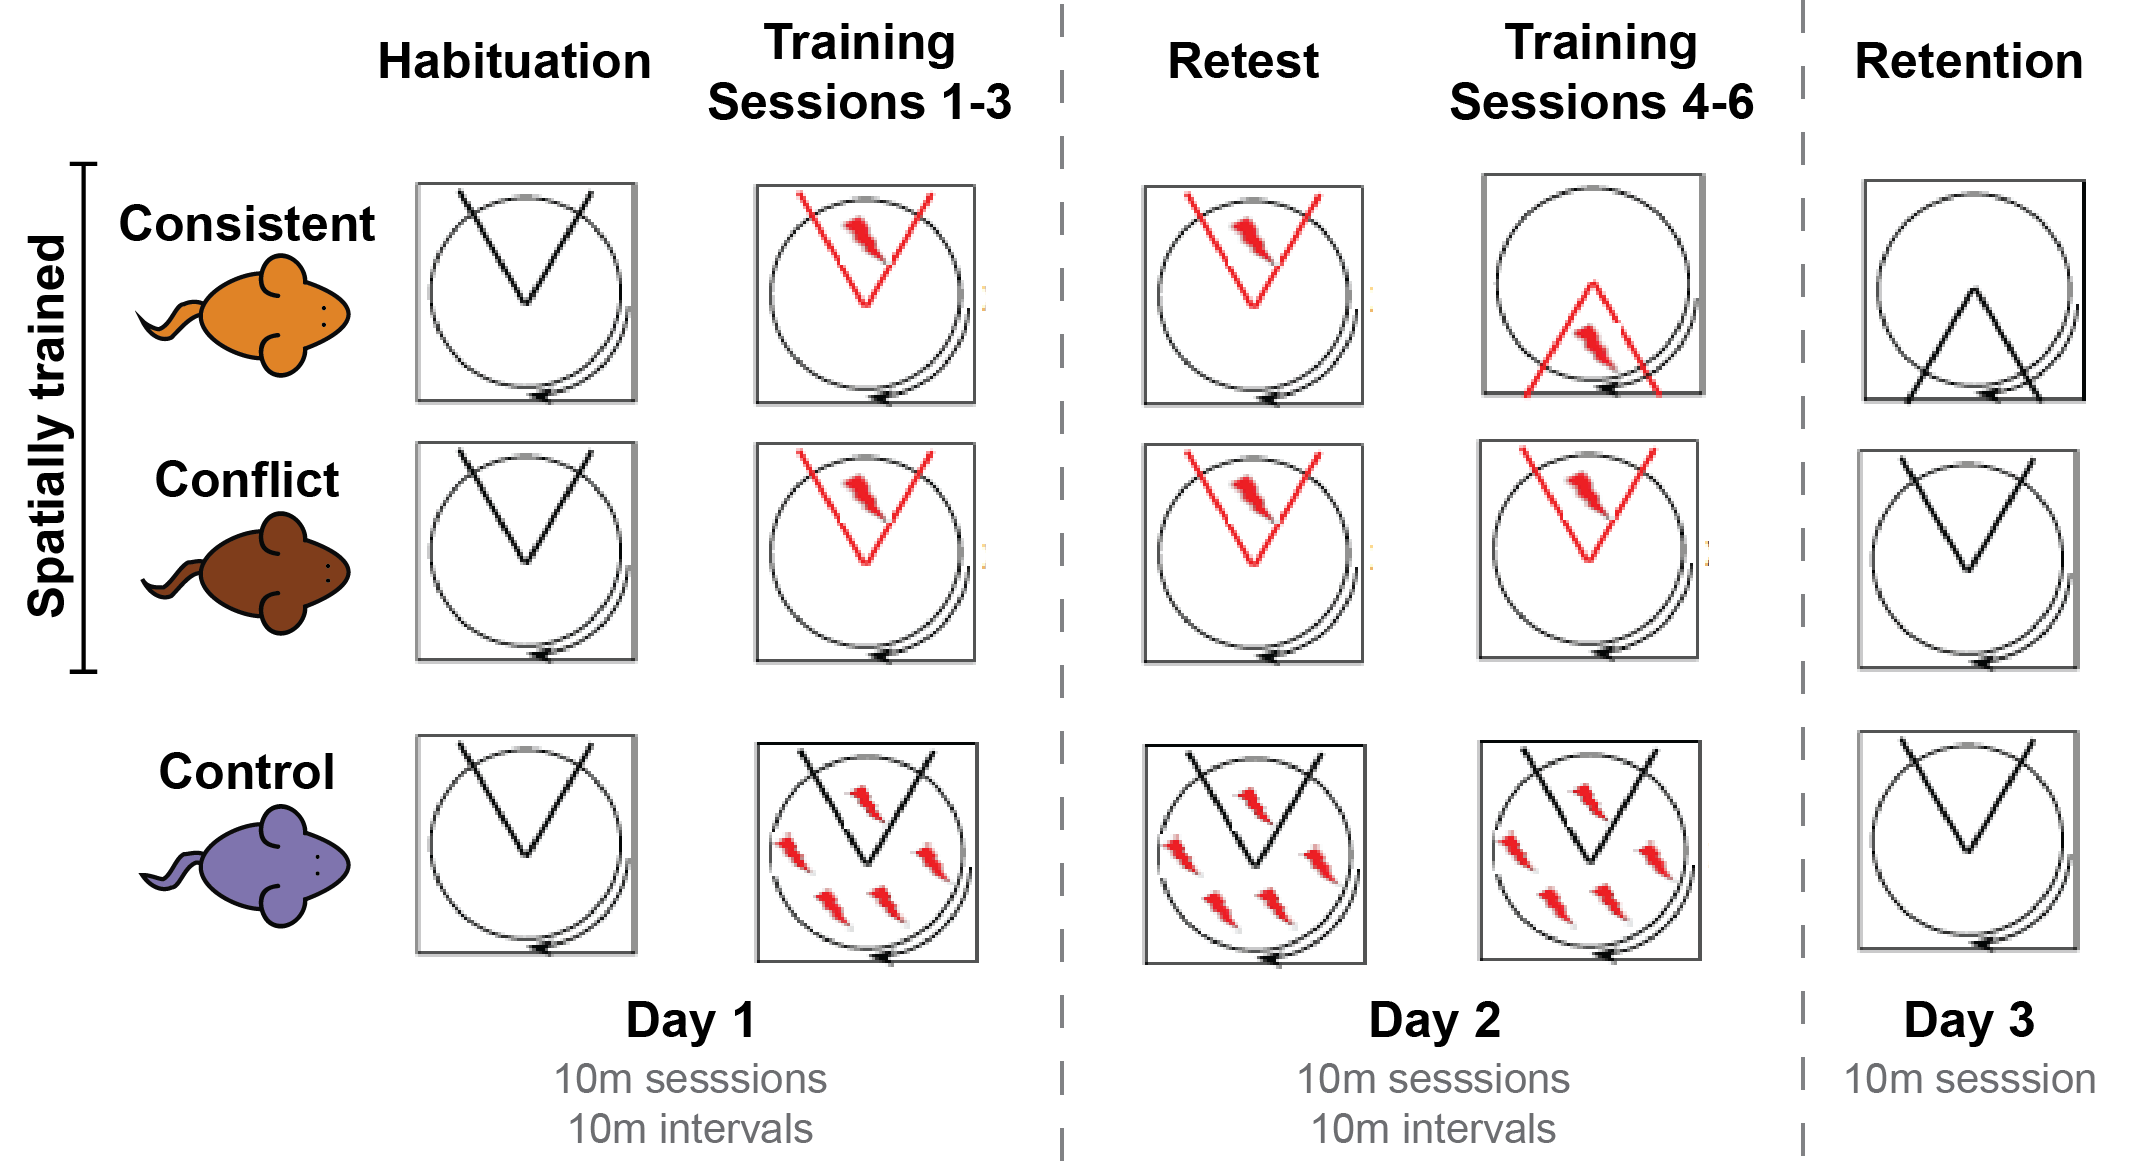 Habituation
Training
Sessions 1-3
Retest
Training
Sessions 4-6
Retention
Spatially trained
Consistent
Conflict
Control
Day 1
10m sesssions
10m intervals
Day 2
10m sesssions
10m intervals
Day 3
10m sesssion